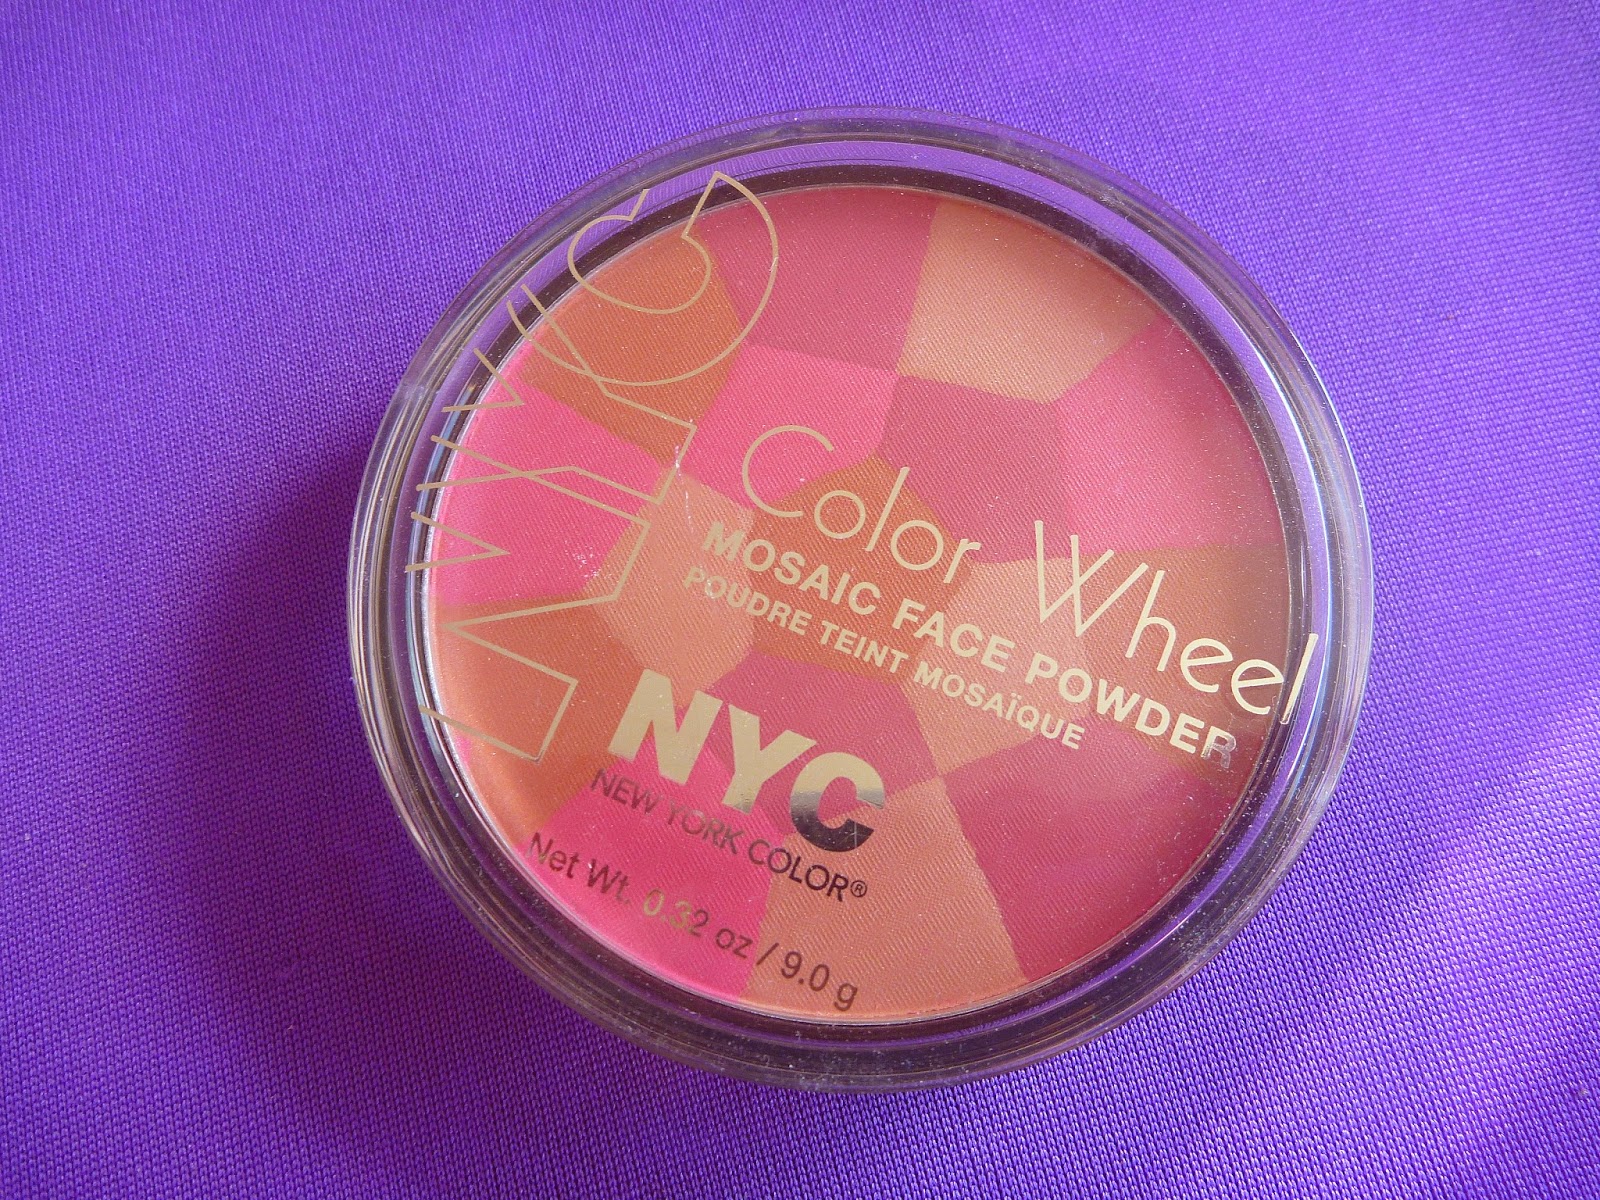 NYC
Color Wheel
MOSAIC FACE POWDER
POUDRE TEINT MOSAÏQUE
NYC
NEW YORK COLOR®
Net Wt. 0.32 oz / 9.0 g